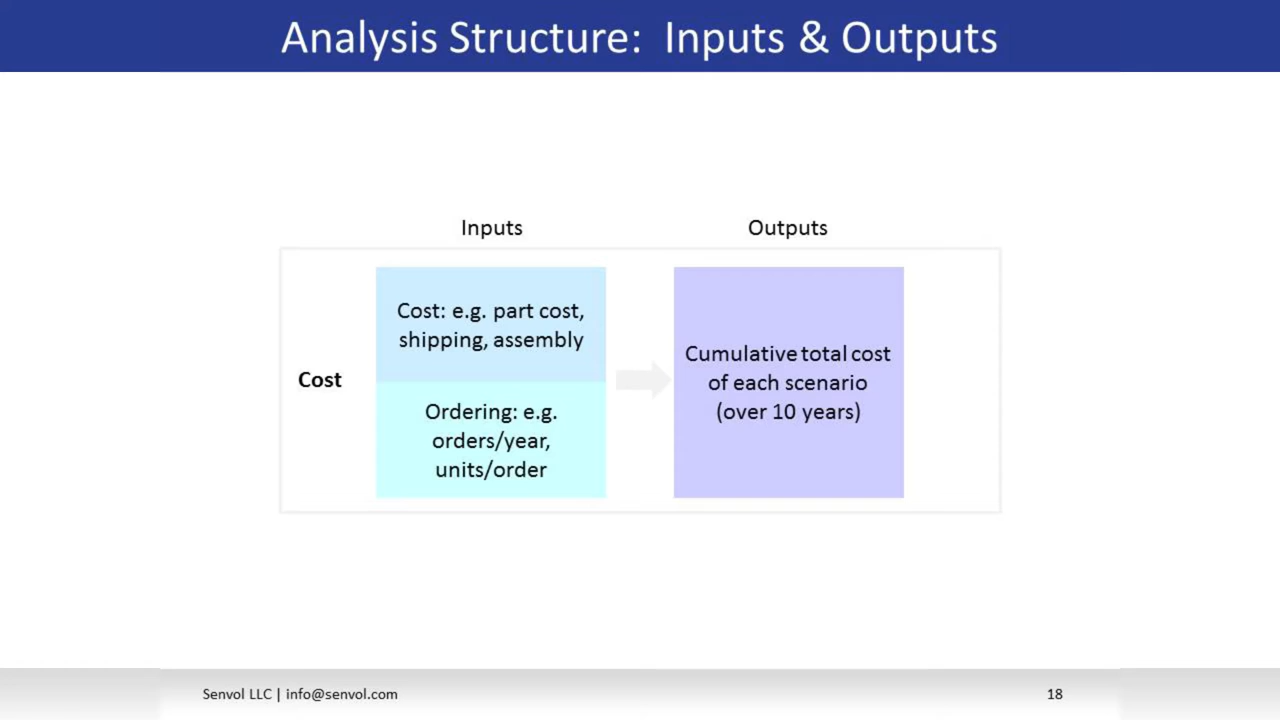 Analysis Structure:  Inputs & Outputs
Inputs
Outputs
Cost
Cost: e.g. part cost,
shipping, assembly
Ordering: e.g.
orders/year,
units/order
Cumulative total cost
of each scenario
(over 10 years)
Senvol LLC | info@senvol.com
18